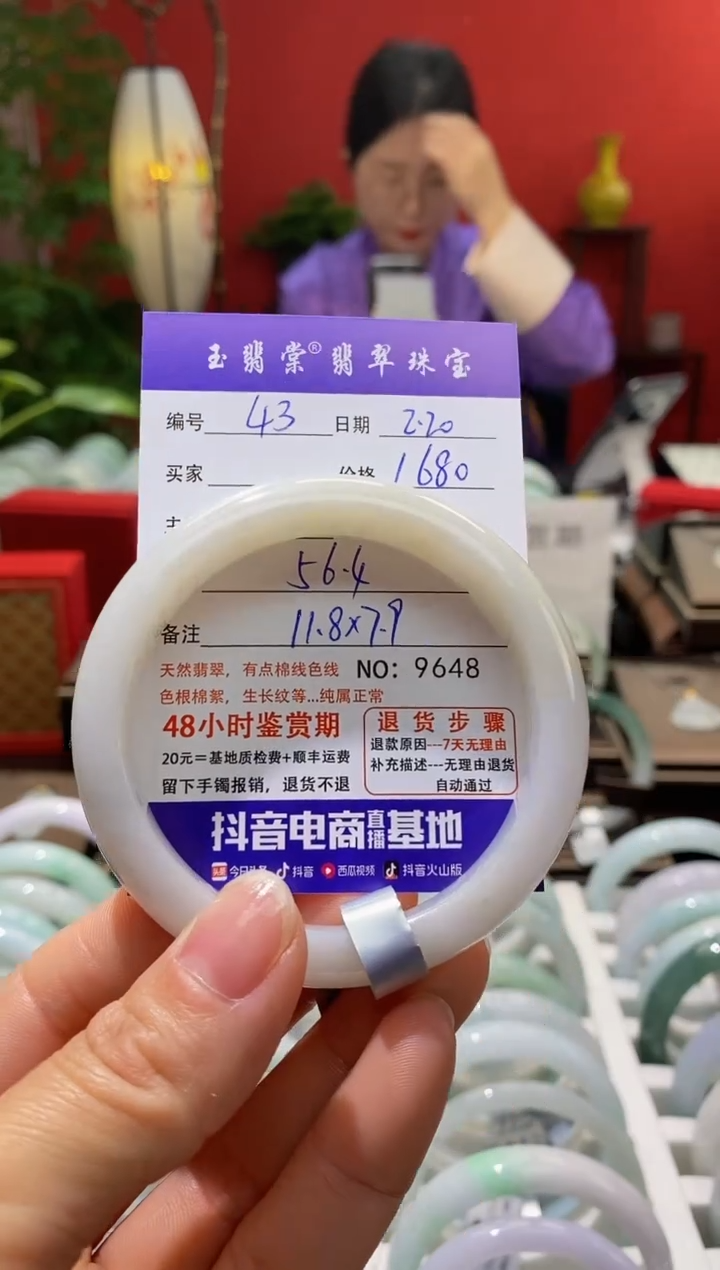 玉翡棠® 翡翠珠宝
编号 43 日期 2.20
买家 价格 1680
56.4
备注 11.8×7.9
天然翡翠，有点棉线色线 NO: 9648
色根棉絮，生长纹等...纯属正常
48小时鉴赏期
20元=基地质检费+顺丰运费
留下手镯报销，退货不退
退货步骤
退款原因---7天无理由
补充描述---无理由退货
自动通过
抖音电商直播基地
头条 今日头条 抖音 西瓜视频 抖音火山版